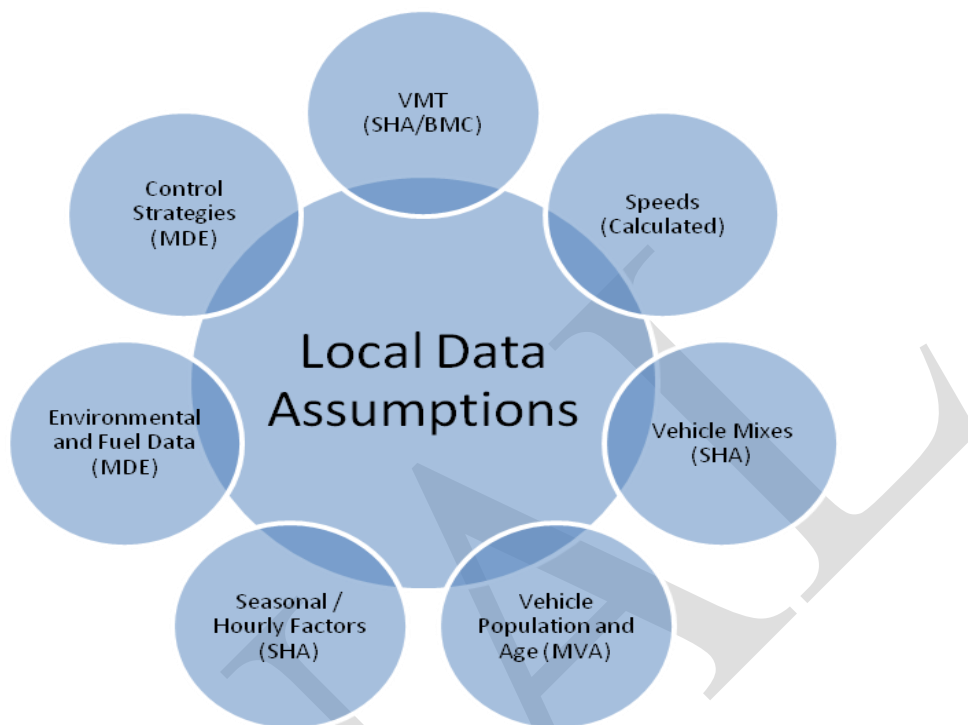 VMT
(SHA/BMC)
Control
Strategies
(MDE)
Speeds
(Calculated)
Local Data
Assumptions
Environmental
and Fuel Data
(MDE)
Vehicle Mixes
(SHA)
Seasonal /
Hourly Factors
(SHA)
Vehicle
Population and
Age (MVA)